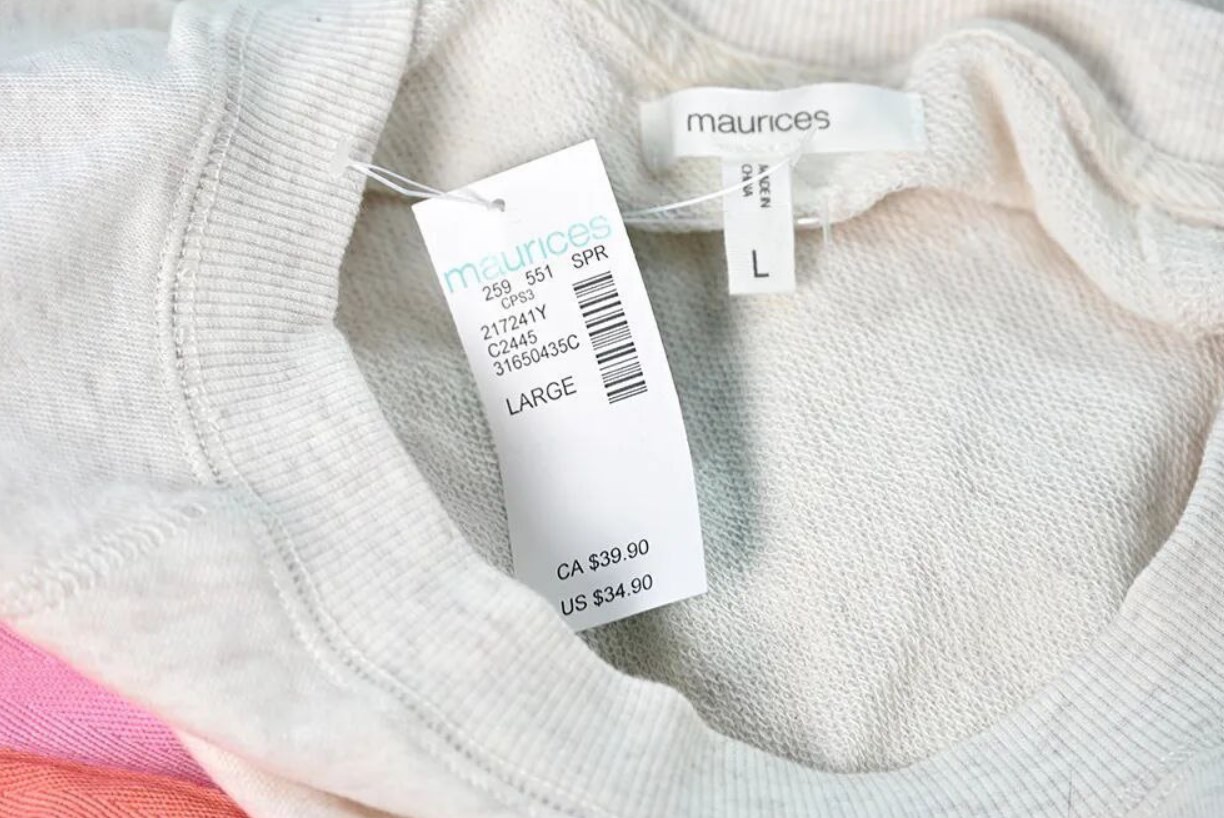 maurices
MADE IN
CHINA
L
maurices
259 551 SPR
CPS3
217241Y
C2445
31650435C
LARGE
CA $39.90
US $34.90